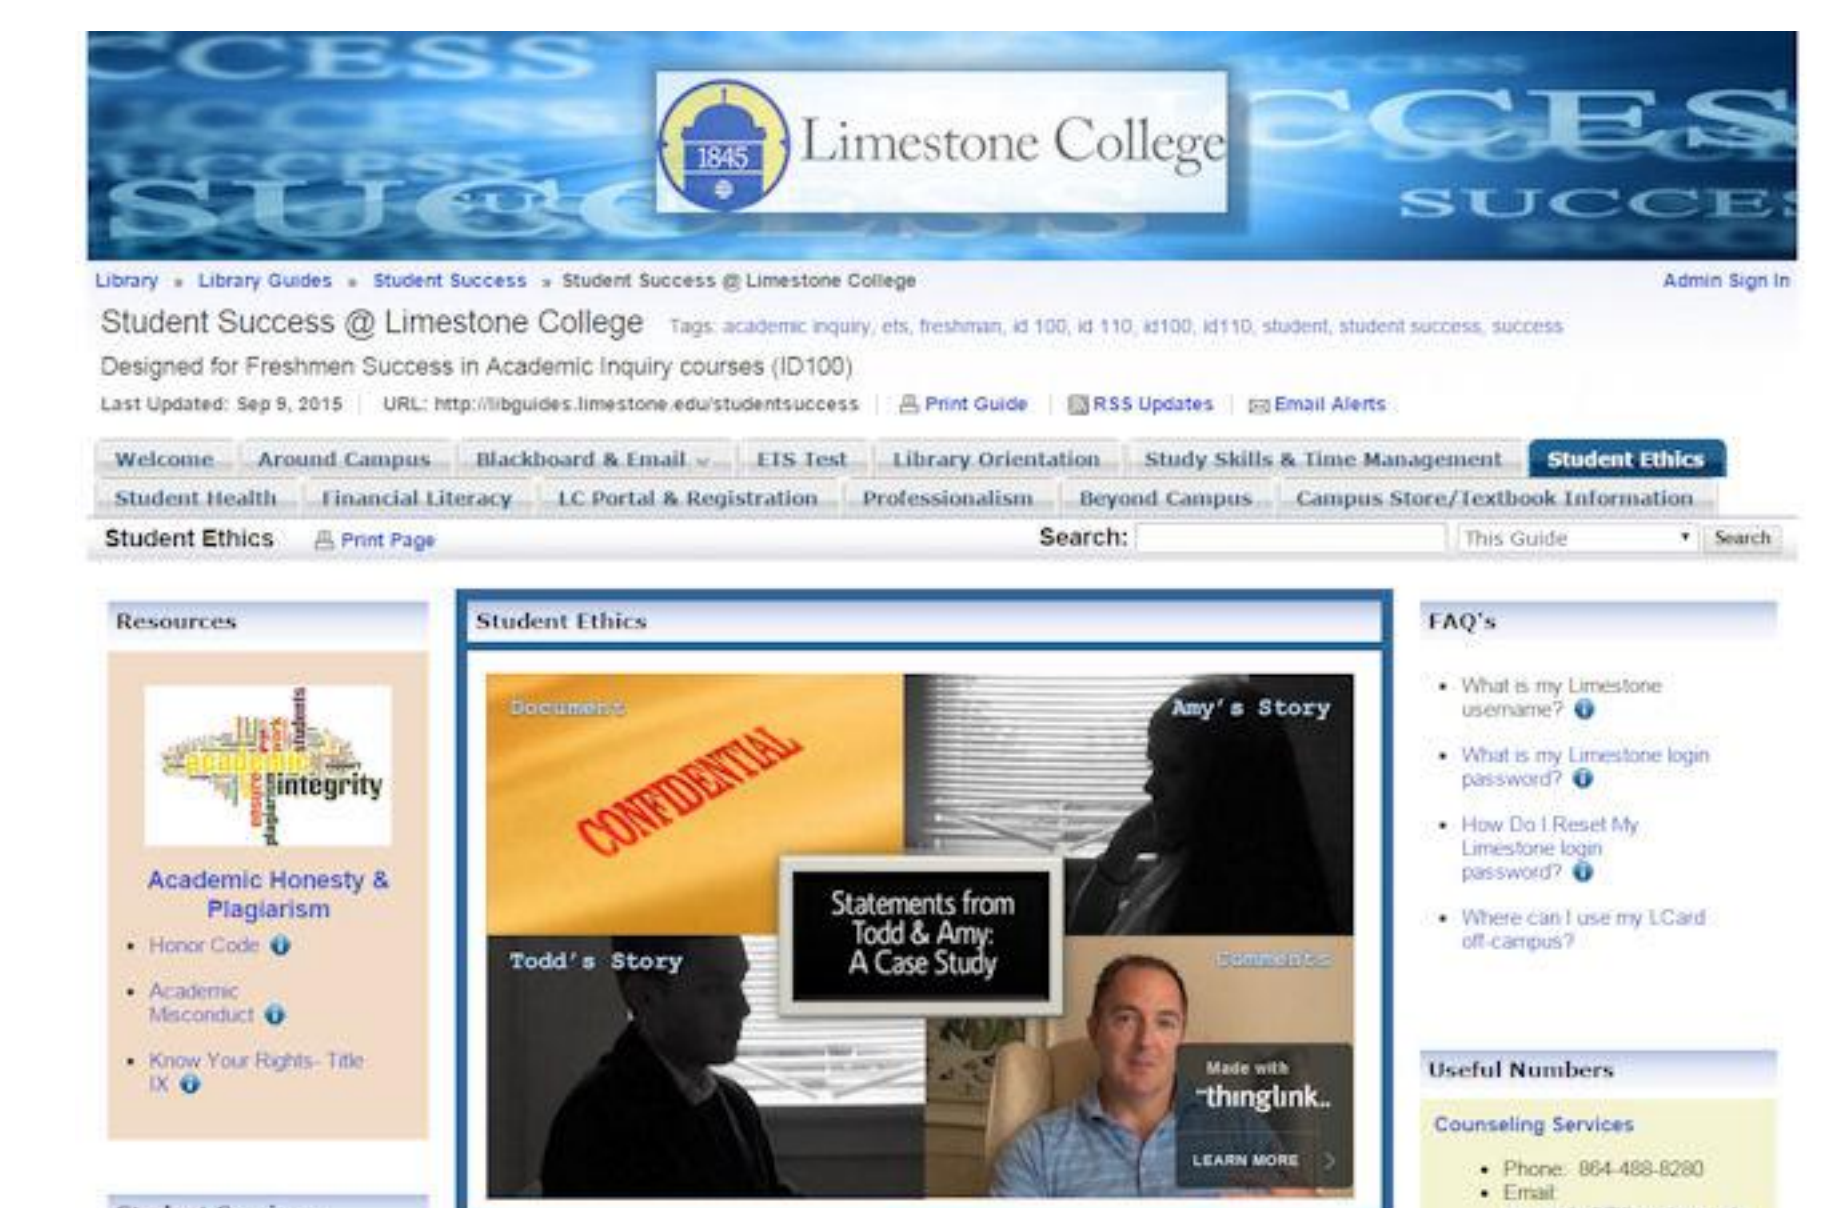 CCESS
SUCCESS
CCES
SUCCE
1845
Limestone College
Library » Library Guides » Student Success » Student Success @ Limestone College
Admin Sign In
Student Success @ Limestone College Tags: academic inquiry, ets, freshman, id 100, id 110, id100, id110, student, student success, success
Designed for Freshmen Success in Academic Inquiry courses (ID100)
Last Updated: Sep 9, 2015 URL: http://libguides.limestone.edu/studentsuccess Print Guide RSS Updates Email Alerts
Welcome Around Campus Blackboard & Email ETS Test Library Orientation Study Skills & Time Management Student Ethics
Student Health Financial Literacy LC Portal & Registration Professionalism Beyond Campus Campus Store/Textbook Information
Student Ethics Print Page Search: This Guide Search
Resources
students
academic
integrity
ensure
plagiarism
Academic Honesty &
Plagiarism
• Honor Code
• Academic
Misconduct
• Know Your Rights- Title
IX
Student Ethics
Document
CONFIDENTIAL
Amy's Story
Statements from
Todd & Amy:
A Case Study
Todd's Story
Comments
Made with
thinglink..
LEARN MORE
FAQ's
• What is my Limestone
username?
• What is my Limestone login
password?
• How Do I Reset My
Limestone login
password?
• Where can I use my LCard
off-campus?
Useful Numbers
Counseling Services
• Phone: 864-488-8280
• Email: